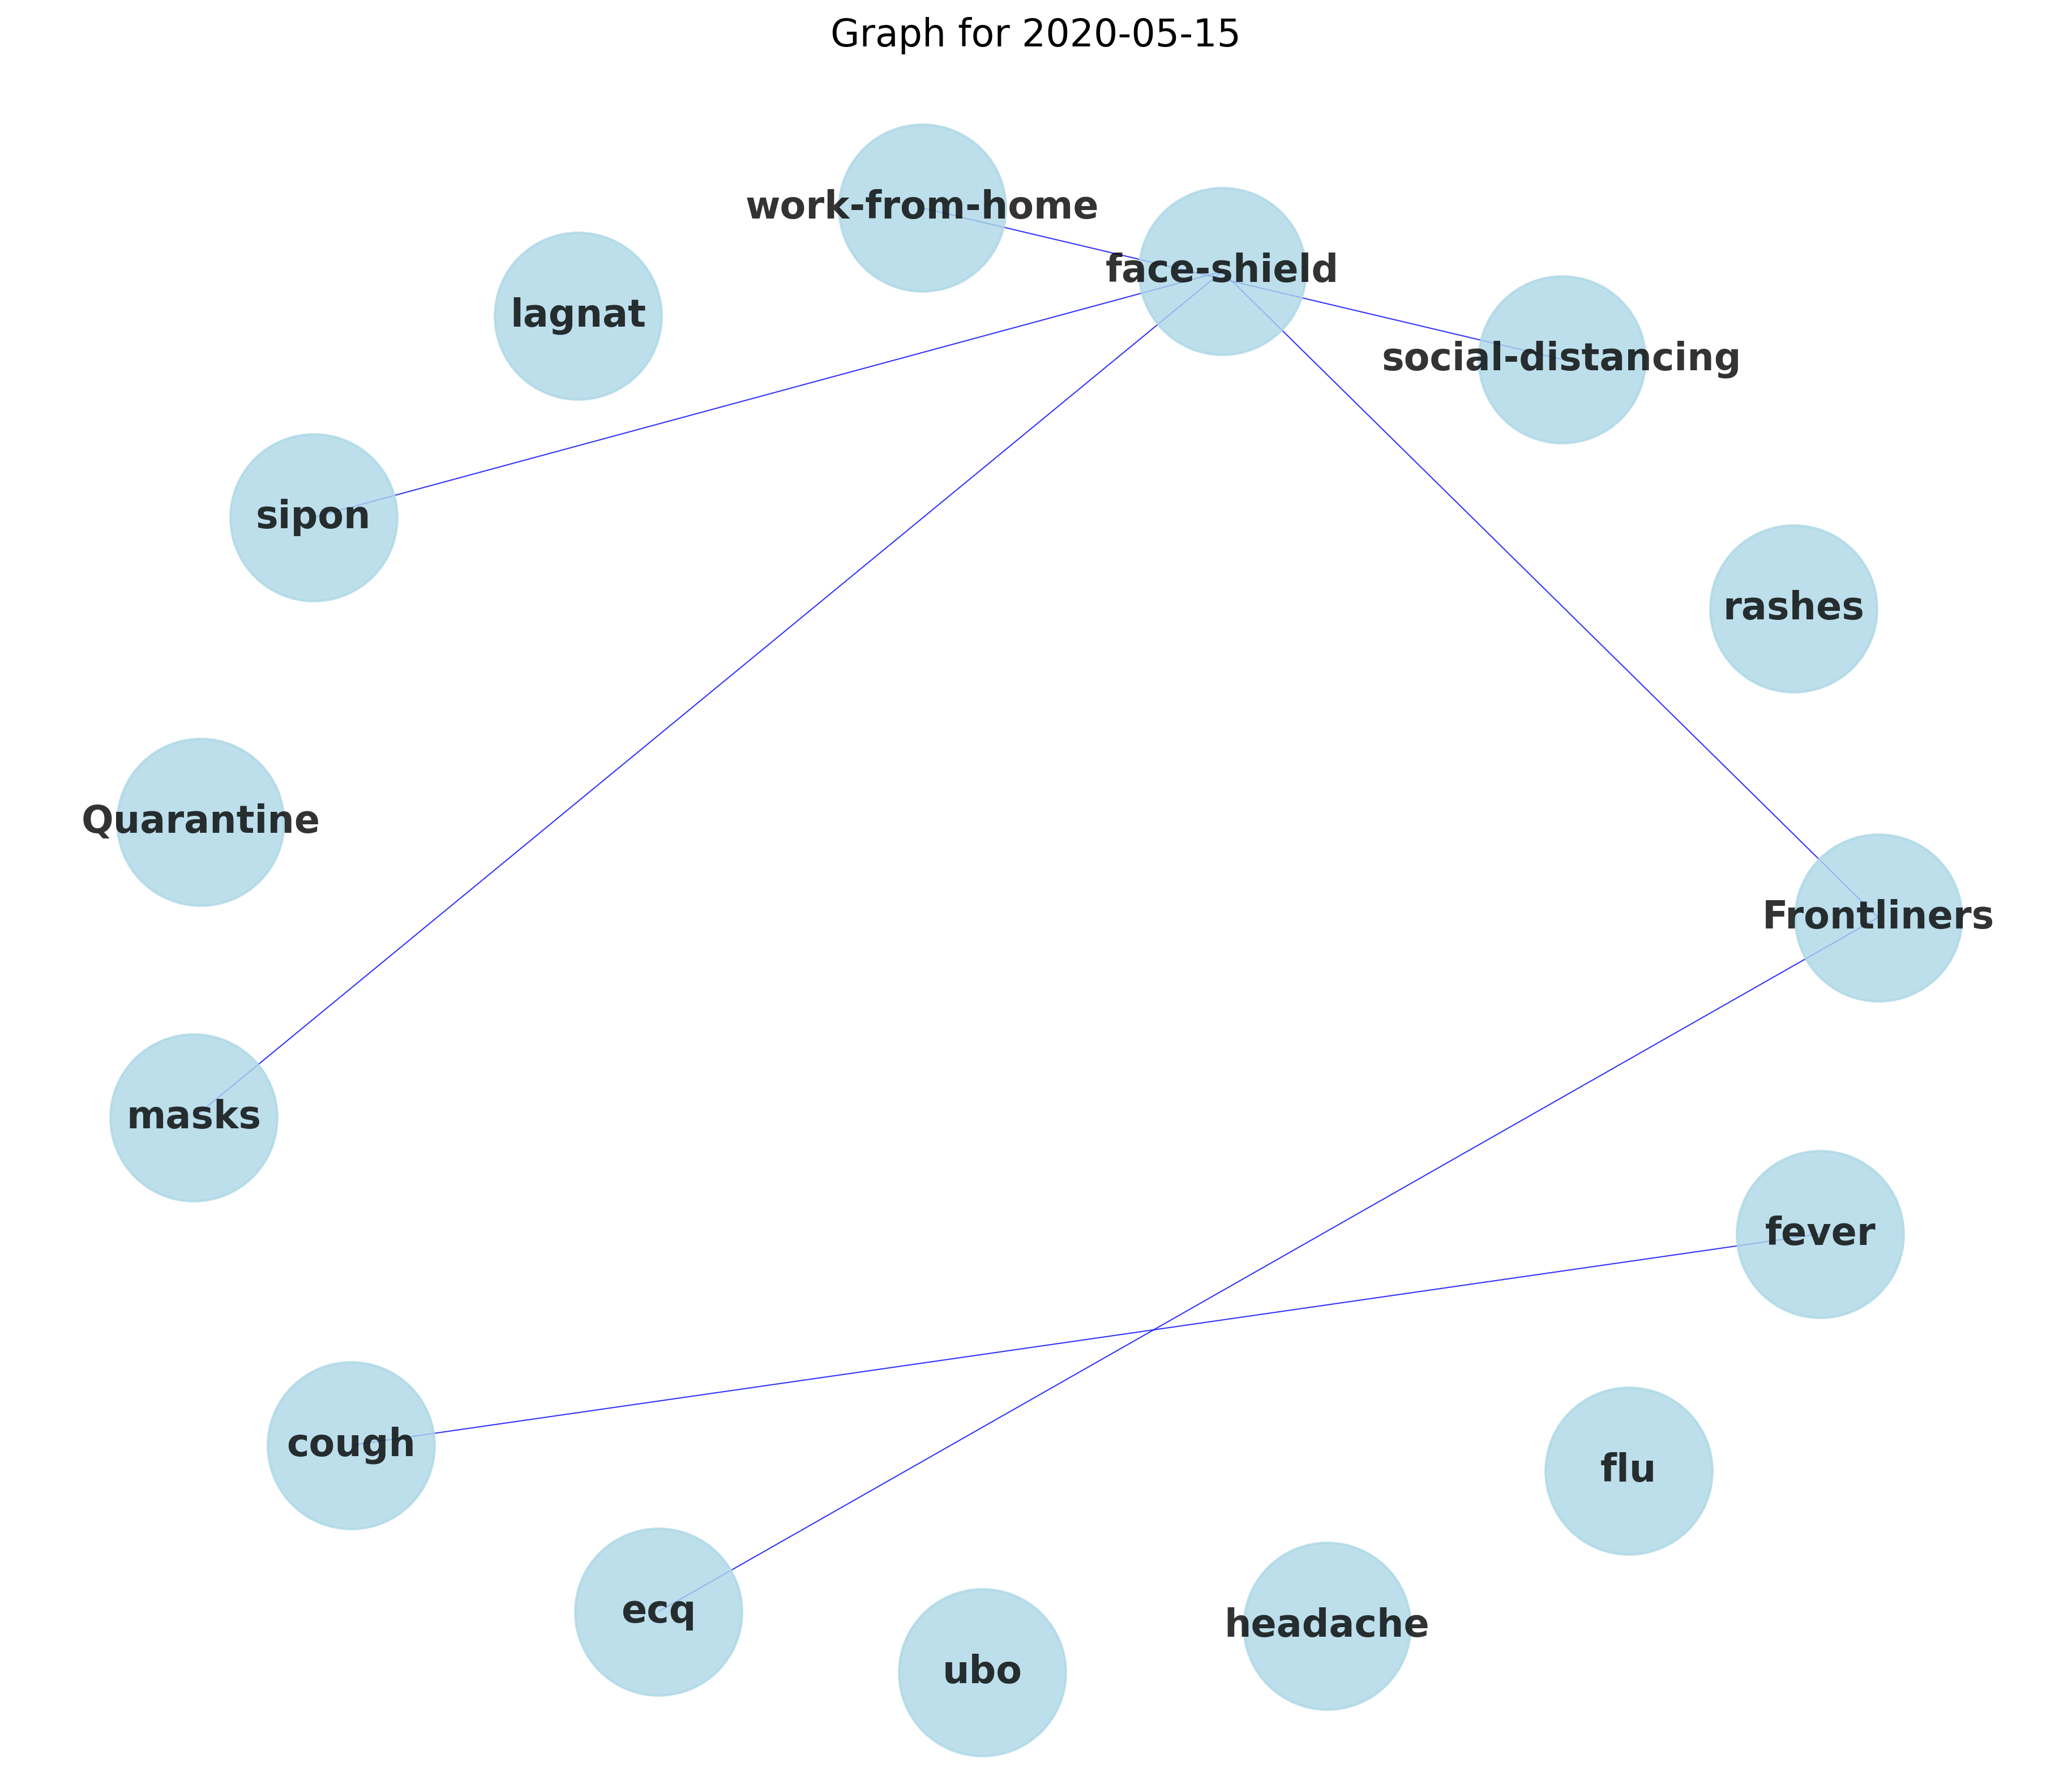 Graph for 2020-05-15
work-from-home
face-shield
lagnat
social-distancing
sipon
rashes
Quarantine
Frontliners
masks
fever
cough
flu
ecq
headache
ubo